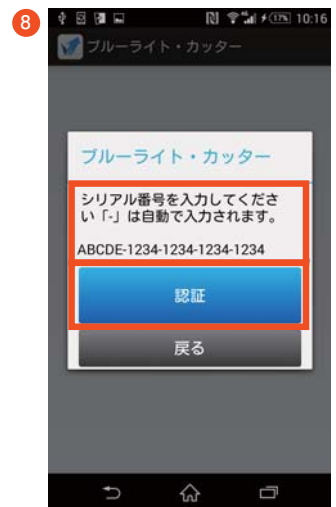 8
17% 10:16
ブルーライト・カッター
ブルーライト・カッター
シリアル番号を入力してくださ
い「-」は自動で入力されます。
ABCDE-1234-1234-1234-1234
認証
戻る